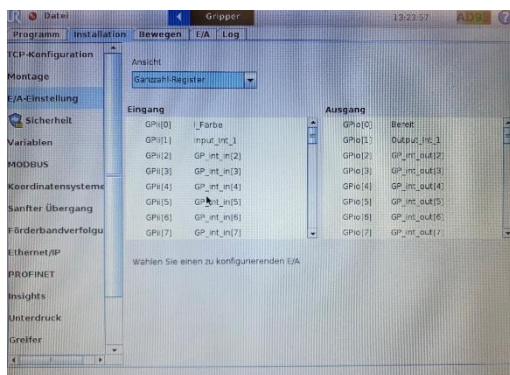 UR Datei Gripper 13:23:57 AD9 ?
Programm Installation Bewegen E/A Log
TCP-Konfiguration
Montage
E/A-Einstellung
Sicherheit
Variablen
MODBUS
Koordinatensysteme
Sanfter Übergang
Förderbandverfolgu
Ethernet/IP
PROFINET
Insights
Unterdruck
Greifer
Ansicht
Ganzzahl-Register
Eingang
GPii[0] I_Farbe
GPii[1] input_int_1
GPii[2] GP_int_in[2]
GPii[3] GP_int_in[3]
GPii[4] GP_int_in[4]
GPii[5] GP_int_in[5]
GPii[6] GP_int_in[6]
GPii[7] GP_int_in[7]
Ausgang
GPio[0] Bereit
GPio[1] Output_int_1
GPio[2] GP_int_out[2]
GPio[3] GP_int_out[3]
GPio[4] GP_int_out[4]
GPio[5] GP_int_out[5]
GPio[6] GP_int_out[6]
GPio[7] GP_int_out[7]
Wählen Sie einen zu konfigurierenden E/A